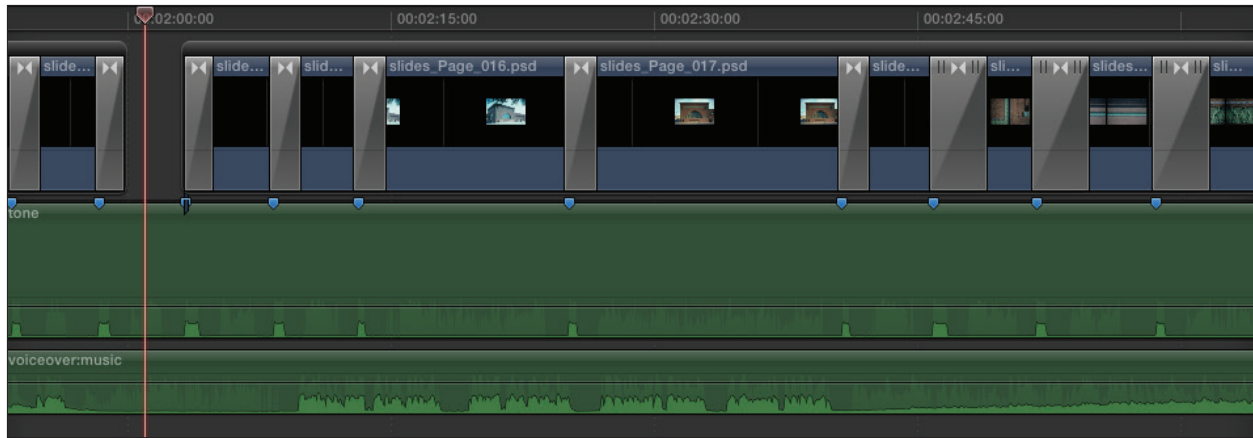 00:02:00:00
00:02:15:00
00:02:30:00
00:02:45:00
slide...
slide...
slid...
slides_Page_016.psd
slides_Page_017.psd
slide...
sli...
slides...
sli...
tone
voiceover:music